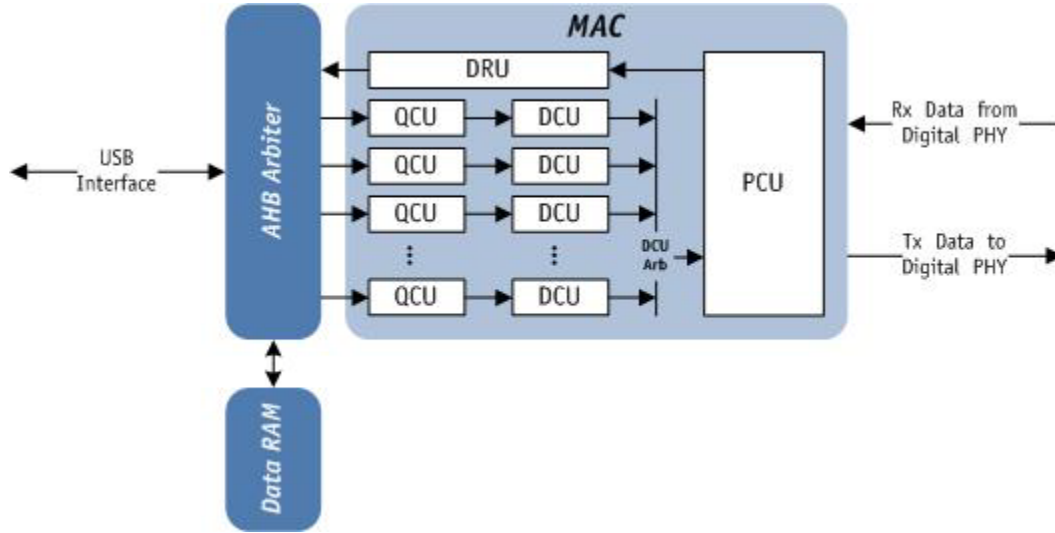 MAC
DRU
QCU DCU
QCU DCU
QCU DCU
QCU DCU
DCU
Arb
PCU
AHB Arbiter
Data RAM
USB
Interface
Rx Data from
Digital PHY
Tx Data to
Digital PHY